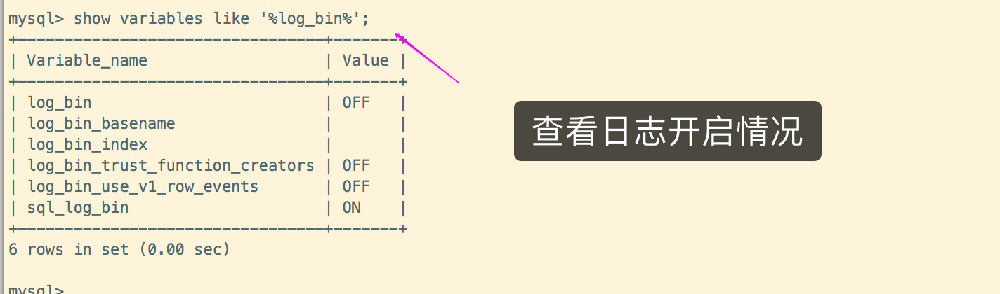 mysql> show variables like '%log_bin%';
+---------------------------------+-------+
| Variable_name                   | Value |
+---------------------------------+-------+
| log_bin                         | OFF   |
| log_bin_basename                |       |
| log_bin_index                   |       |
| log_bin_trust_function_creators | OFF   |
| log_bin_use_v1_row_events       | OFF   |
| sql_log_bin                     | ON    |
+---------------------------------+-------+
6 rows in set (0.00 sec)
mysql>
查看日志开启情况